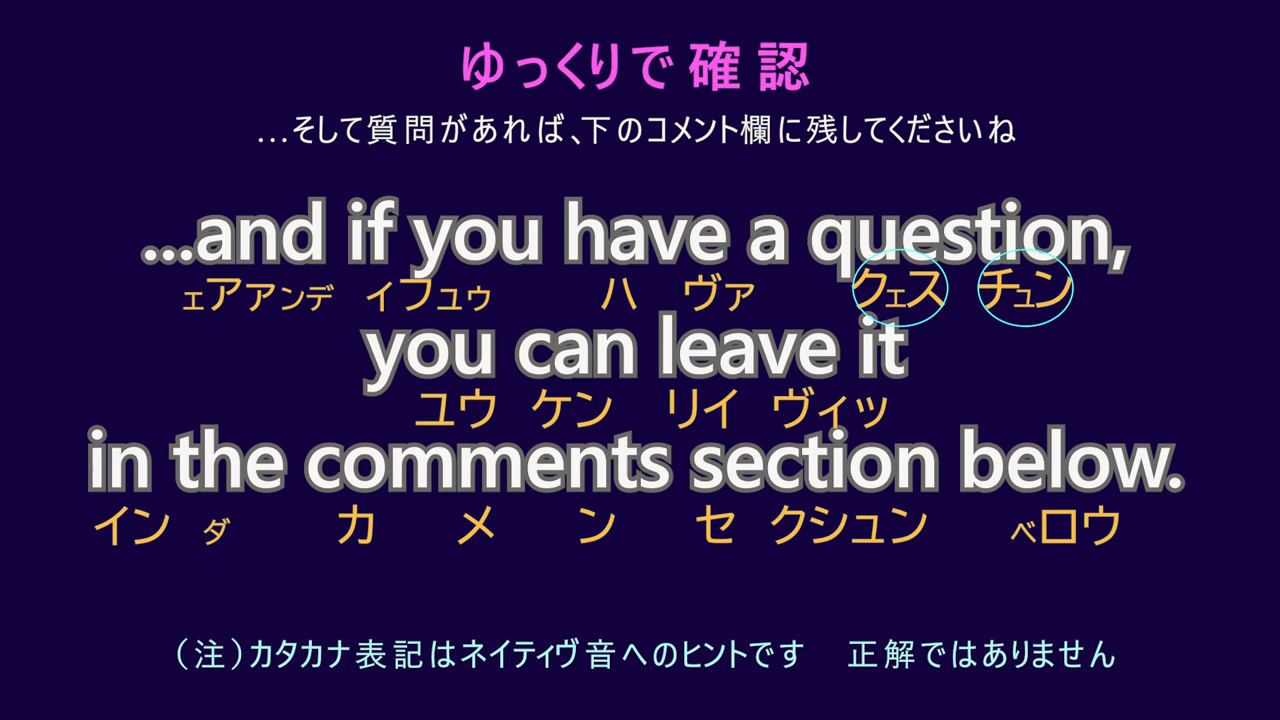 ゆっくりで確認
...そして質問があれば、下のコメント欄に残してくださいね
...and if you have a question,
ェアァンデ イフュゥ ハ ヴァ クェス チュン
you can leave it
ユウ ケン リイ ヴィッ
in the comments section below.
イン ダ カ メ ン セ クシュン ベロウ
（注）カタカナ表記はネイティヴ音へのヒントです 正解ではありません